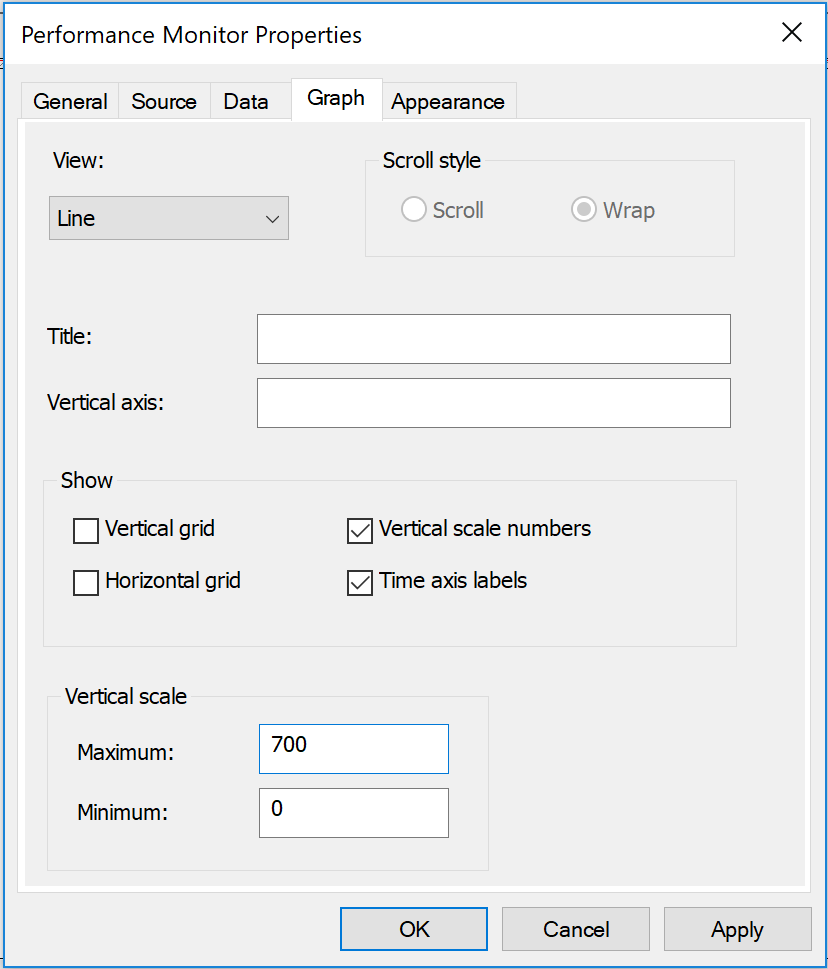 Performance Monitor Properties
General Source Data Graph Appearance
View: Scroll style
Line Scroll Wrap
Title:
Vertical axis:
Show
Vertical grid Vertical scale numbers
Horizontal grid Time axis labels
Vertical scale
Maximum: 700
Minimum: 0
OK Cancel Apply